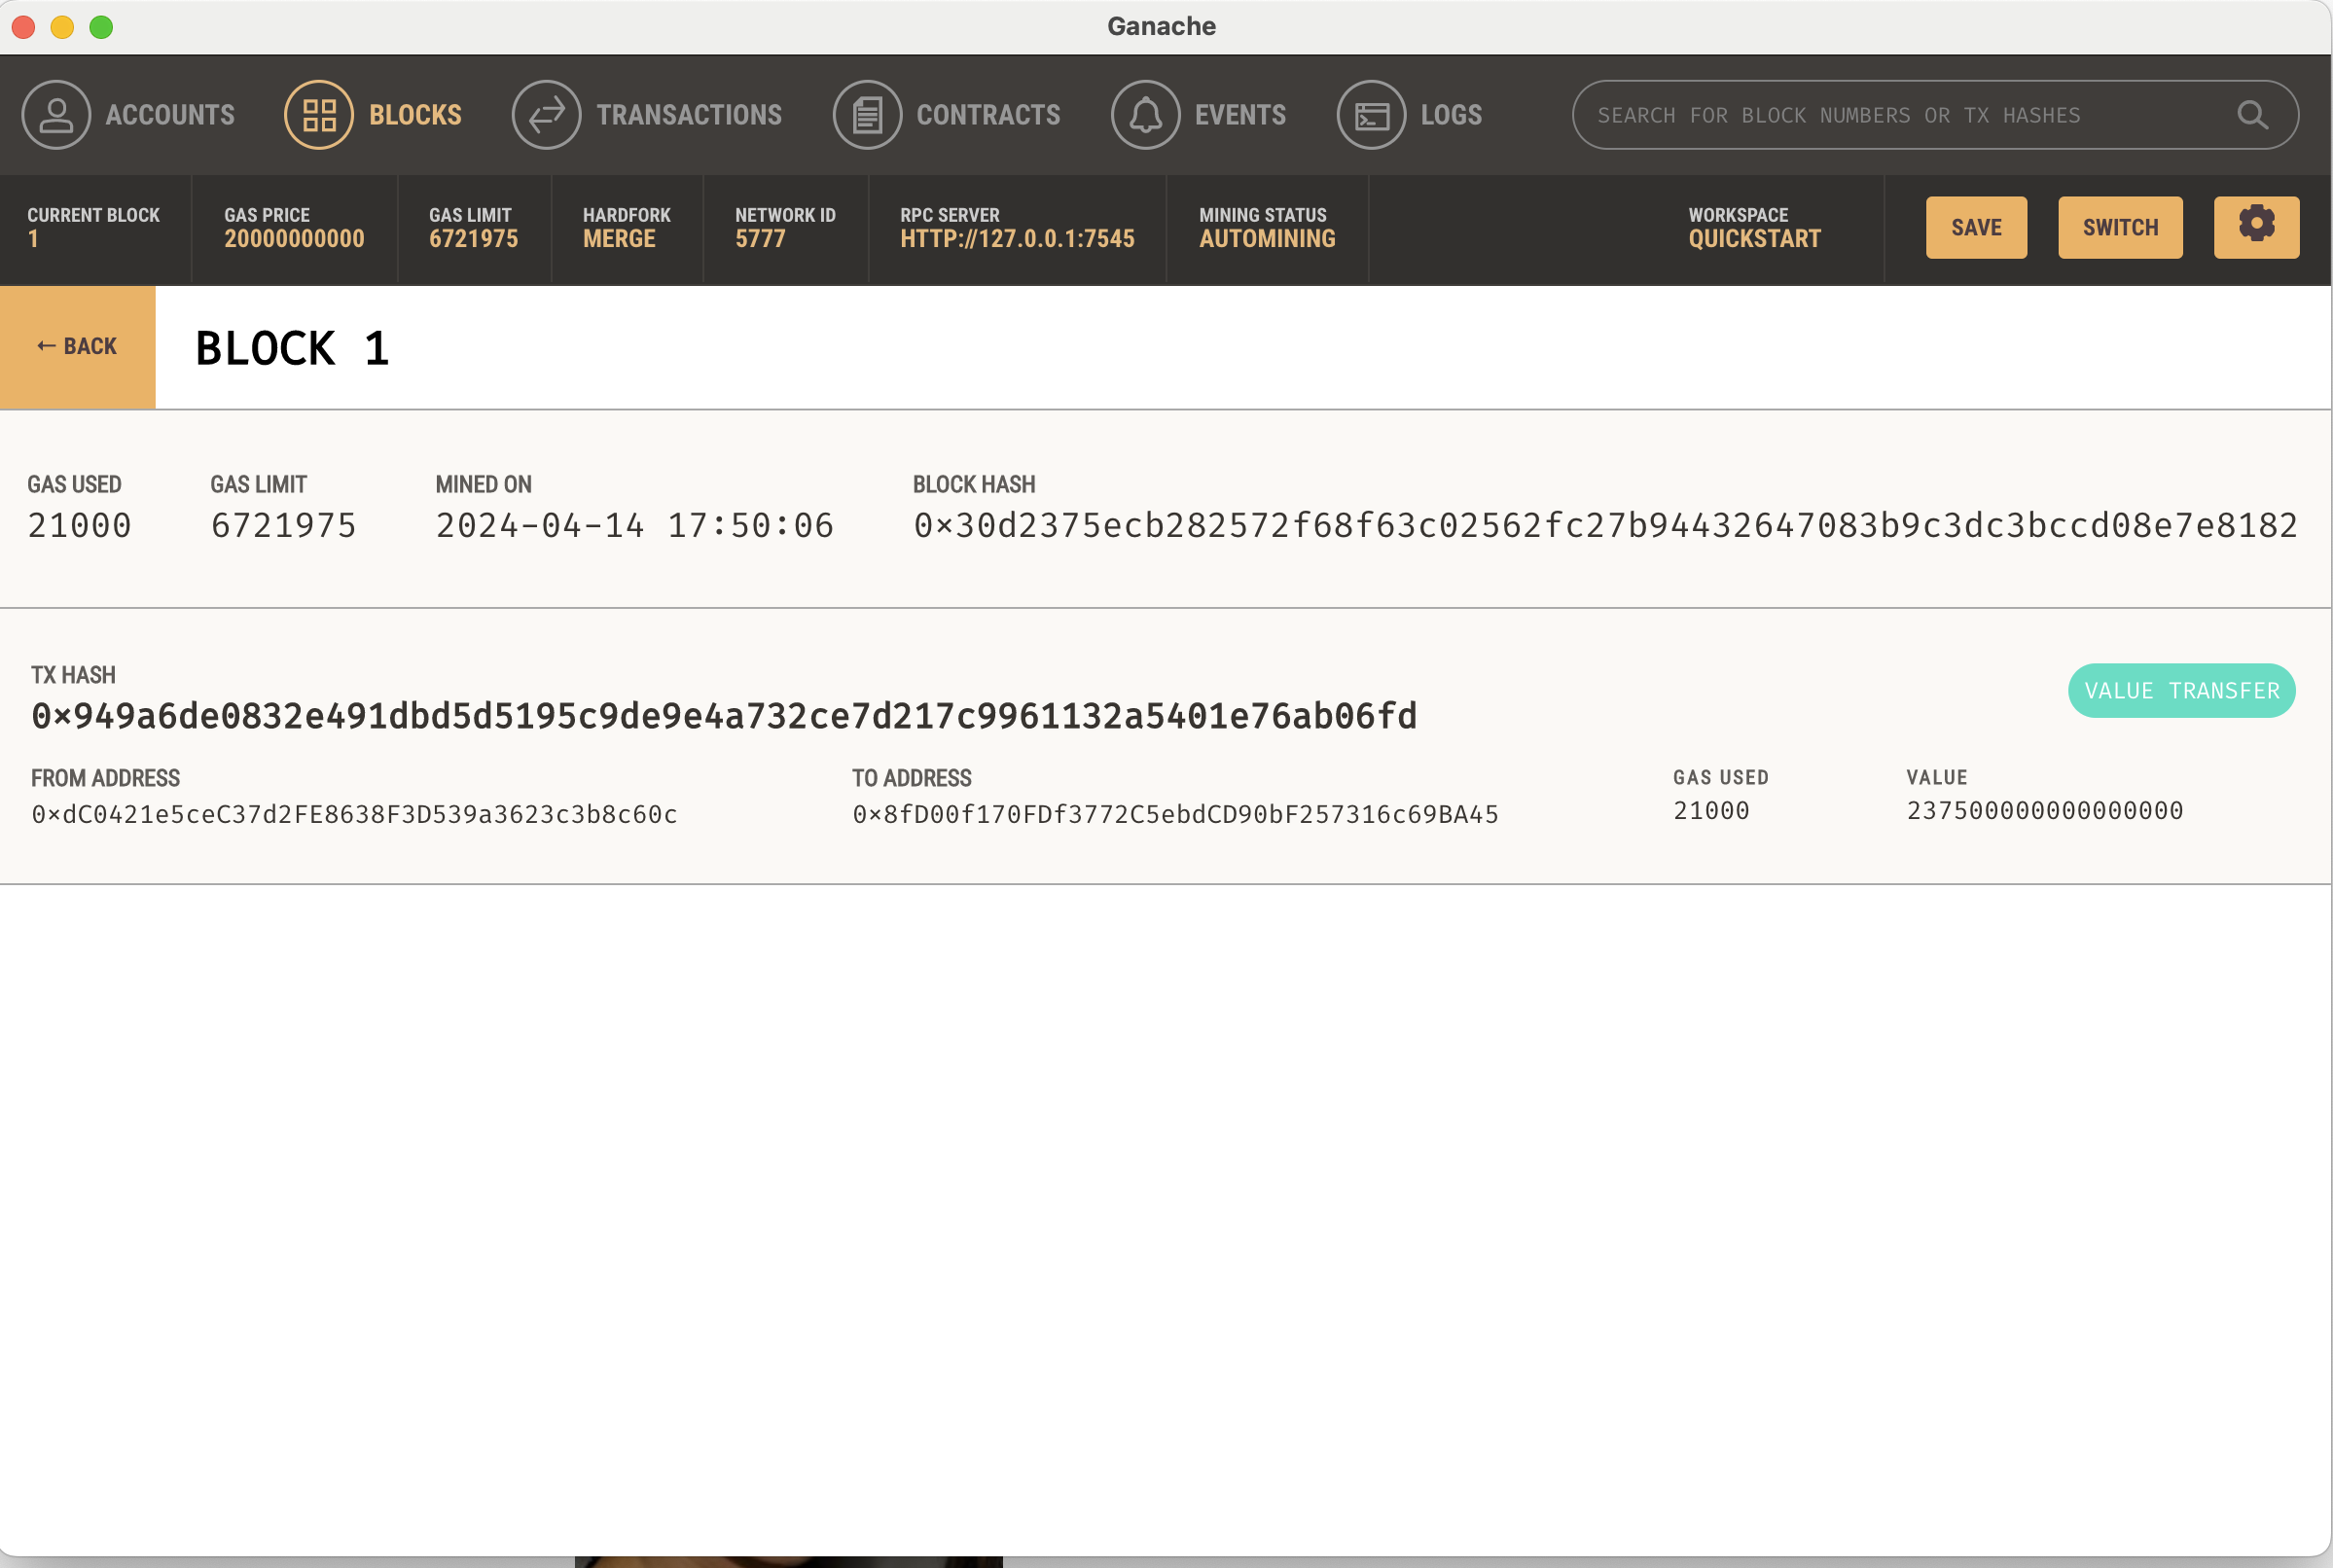 Ganache
ACCOUNTS BLOCKS TRANSACTIONS CONTRACTS EVENTS LOGS SEARCH FOR BLOCK NUMBERS OR TX HASHES
CURRENT BLOCK GAS PRICE GAS LIMIT HARDFORK NETWORK ID RPC SERVER MINING STATUS WORKSPACE
1 20000000000 6721975 MERGE 5777 HTTP://127.0.0.1:7545 AUTOMINING QUICKSTART SAVE SWITCH
← BACK BLOCK 1
GAS USED GAS LIMIT MINED ON BLOCK HASH
21000 6721975 2024-04-14 17:50:06 0×30d2375ecb282572f68f63c02562fc27b94432647083b9c3dc3bccd08e7e8182
TX HASH
0×949a6de0832e491dbd5d5195c9de9e4a732ce7d217c9961132a5401e76ab06fd VALUE TRANSFER
FROM ADDRESS TO ADDRESS GAS USED VALUE
0×dC0421e5ceC37d2FE8638F3D539a3623c3b8c60c 0×8fD00f170FDf3772C5ebdCD90bF257316c69BA45 21000 237500000000000000